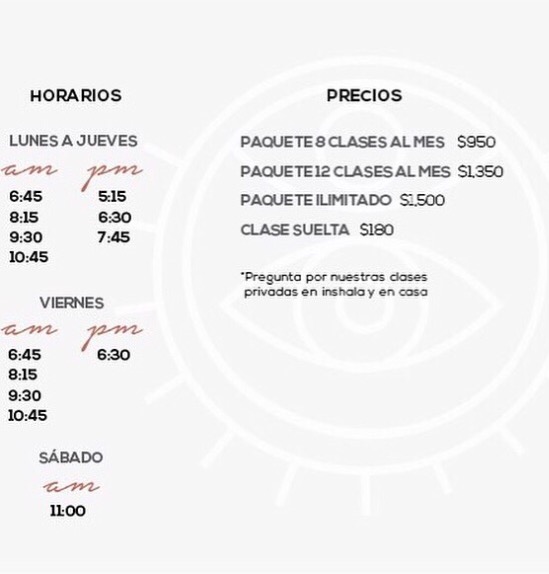 HORARIOS
LUNES A JUEVES
am pm
6:45 5:15
8:15 6:30
9:30 7:45
10:45
VIERNES
am pm
6:45 6:30
8:15
9:30
10:45
SÁBADO
am
11:00
PRECIOS
PAQUETE 8 CLASES AL MES $950
PAQUETE 12 CLASES AL MES $1,350
PAQUETE ILIMITADO $1,500
CLASE SUELTA $180
*Pregunta por nuestras clases
privadas en inshala y en casa